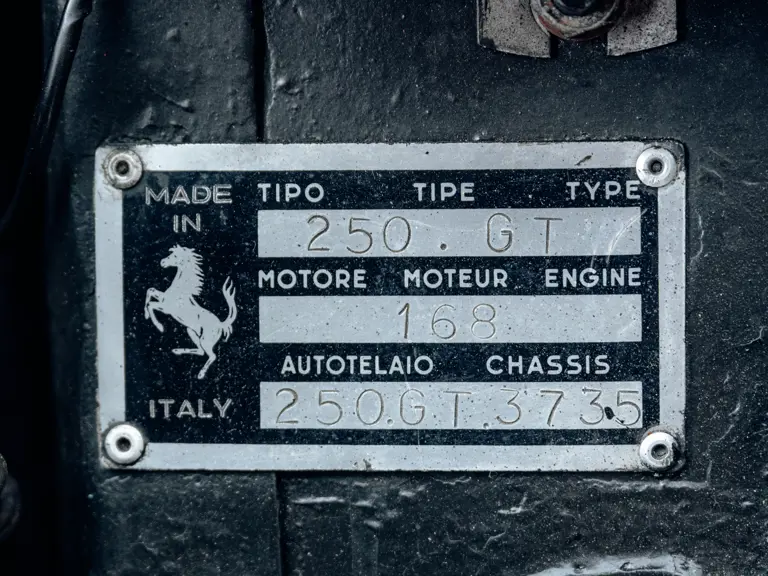 MADE
IN
ITALY
TIPO TIPE TYPE
250. GT
MOTORE MOTEUR ENGINE
168
AUTOTELAIO CHASSIS
250.GT.3735